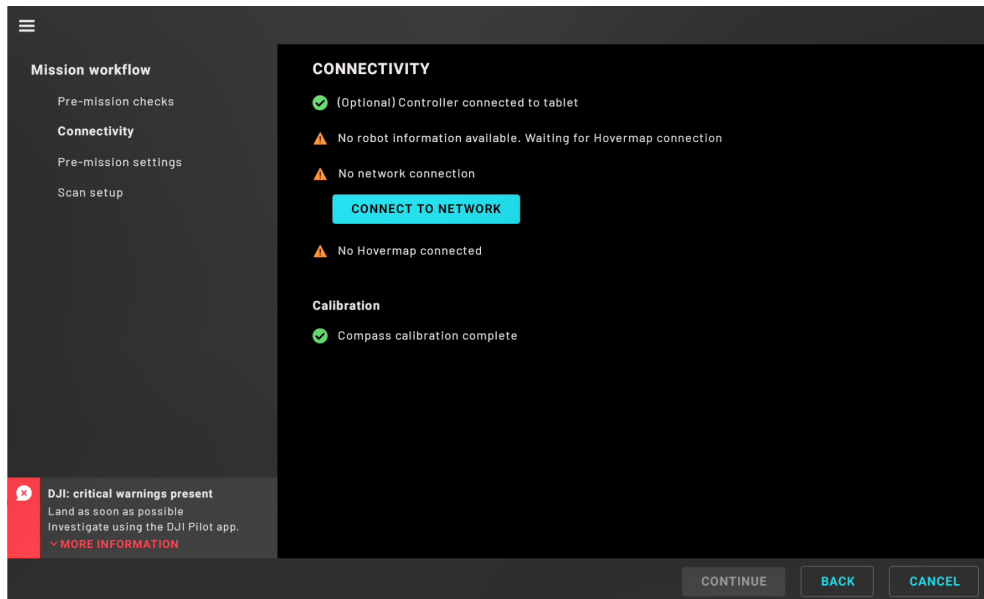 Mission workflow
Pre-mission checks
Connectivity
Pre-mission settings
Scan setup
DJI: critical warnings present
Land as soon as possible
Investigate using the DJI Pilot app.
MORE INFORMATION
CONNECTIVITY
(Optional) Controller connected to tablet
No robot information available. Waiting for Hovermap connection
No network connection
CONNECT TO NETWORK
No Hovermap connected
Calibration
Compass calibration complete
CONTINUE
BACK
CANCEL